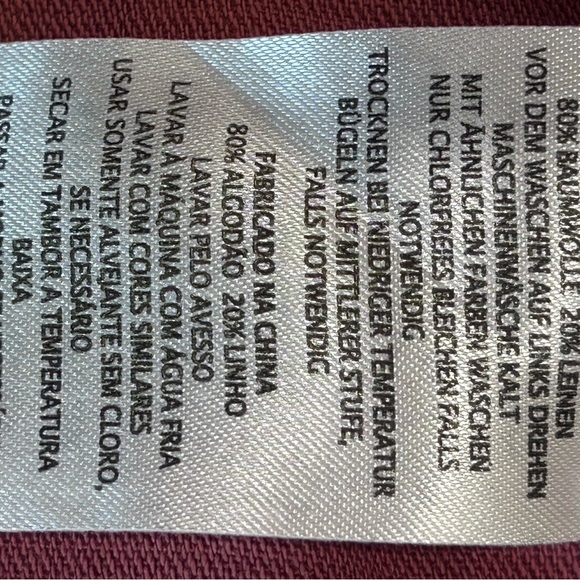 80% BAUMWOLLE 20% LEINEN
VOR DEM WASCHEN AUF LINKS DREHEN
MASCHINENWÄSCHE KALT
MIT ÄHNLICHEN FARBEN WASCHEN
NUR CHLORFREIES BLEICHEN FALLS
NOTWENDIG
TROCKNEN BEI NIEDRIGER TEMPERATUR
BÜGELN AUF MITTLERER STUFE,
FALLS NOTWENDIG
FABRICADO NA CHINA
80% ALGODÃO 20% LINHO
LAVAR PELO AVESSO
LAVAR À MÁQUINA COM ÁGUA FRIA
LAVAR COM CORES SIMILARES
USAR SOMENTE ALVEJANTE SEM CLORO,
SE NECESSÁRIO
SECAR EM TAMBOR A TEMPERATURA
BAIXA